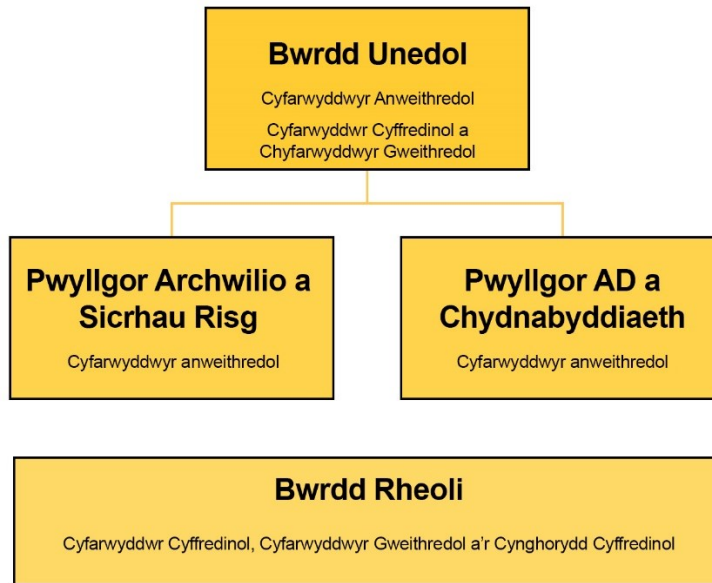 Bwrdd Unedol
Cyfarwyddwyr Anweithredol
Cyfarwyddwr Cyffredinol a
Chyfarwyddwyr Gweithredol
Pwyllgor Archwilio a
Sicrhau Risg
Cyfarwyddwyr anweithredol
Pwyllgor AD a
Chydnabyddiaeth
Cyfarwyddwyr anweithredol
Bwrdd Rheoli
Cyfarwyddwr Cyffredinol, Cyfarwyddwyr Gweithredol a'r Cynghorydd Cyffredinol